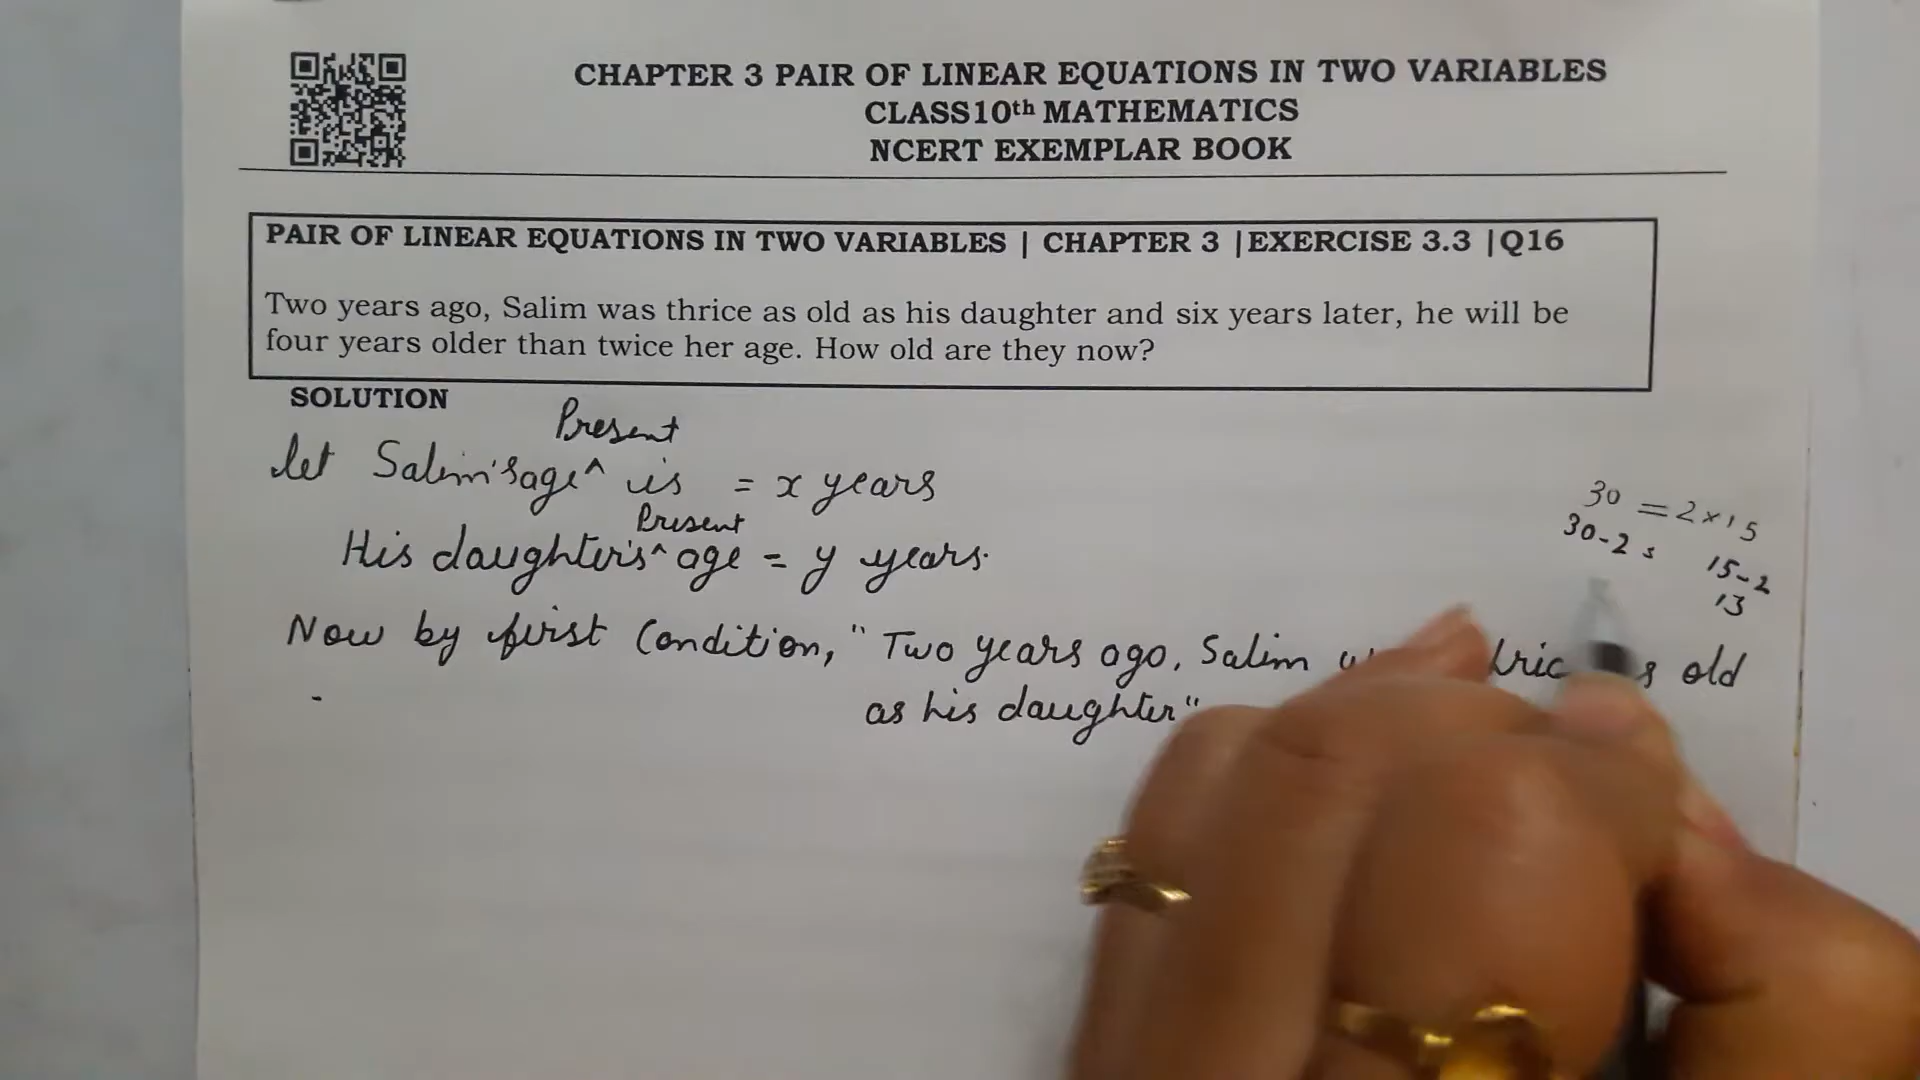 CHAPTER 3 PAIR OF LINEAR EQUATIONS IN TWO VARIABLES
CLASS10th MATHEMATICS
NCERT EXEMPLAR BOOK
PAIR OF LINEAR EQUATIONS IN TWO VARIABLES | CHAPTER 3 |EXERCISE 3.3 |Q16
Two years ago, Salim was thrice as old as his daughter and six years later, he will be
four years older than twice her age. How old are they now?
SOLUTION
Present
let Salim's age ^ is = x years
Present
His daughter's ^ age = y years.
30 = 2×15
30-2
15-2
13
Now by first Condition, " Two years ago, Salim old
as his daughter"